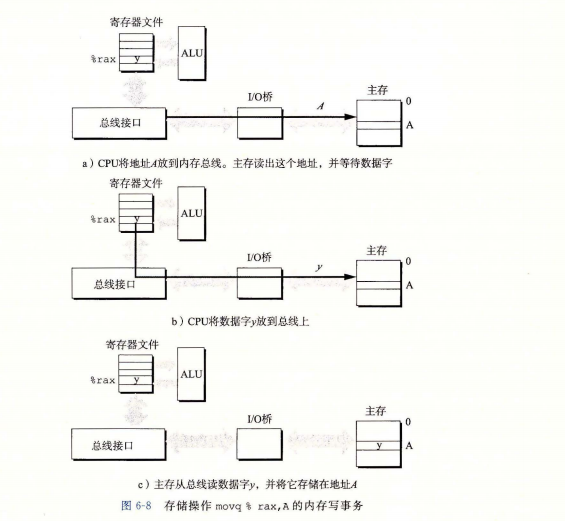 寄存器文件
ALU
%rax
y
I/O桥
主存
A
0
总线接口
A
a）CPU将地址A放到内存总线。主存读出这个地址，并等待数据字
寄存器文件
ALU
%rax
y
I/O桥
主存
y
0
总线接口
A
b）CPU将数据字y放到总线上
寄存器文件
ALU
%rax
y
I/O桥
主存
0
总线接口
y
A
c）主存从总线读数据字y，并将它存储在地址A
图 6-8 存储操作 movq % rax,A 的内存写事务